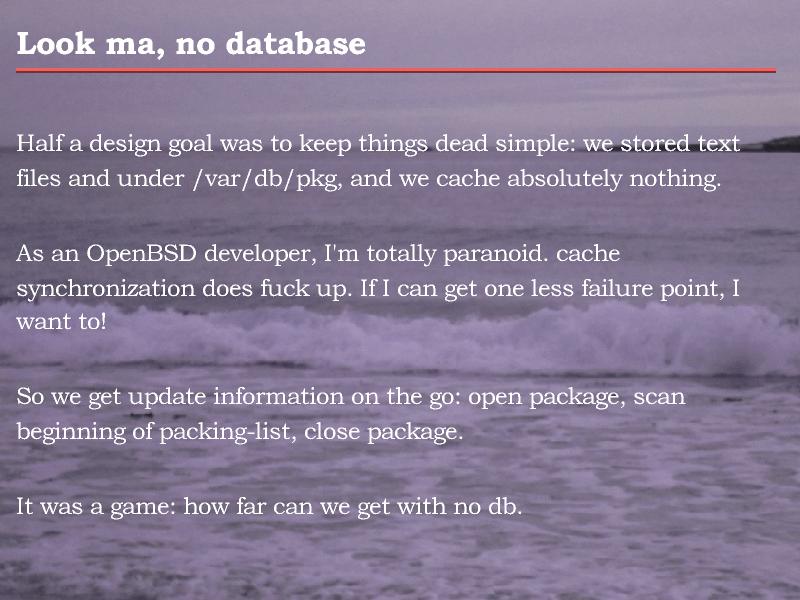 Look ma, no database
Half a design goal was to keep things dead simple: we stored text
files and under /var/db/pkg, and we cache absolutely nothing.
As an OpenBSD developer, I'm totally paranoid. cache
synchronization does fuck up. If I can get one less failure point, I
want to!
So we get update information on the go: open package, scan
beginning of packing-list, close package.
It was a game: how far can we get with no db.